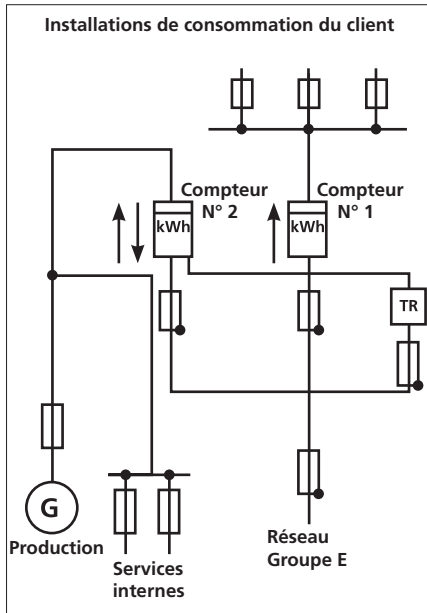 Installations de consommation du client
Compteur
N° 2
Compteur
N° 1
kWh
kWh
TR
G
Production
Services
internes
Réseau
Groupe E